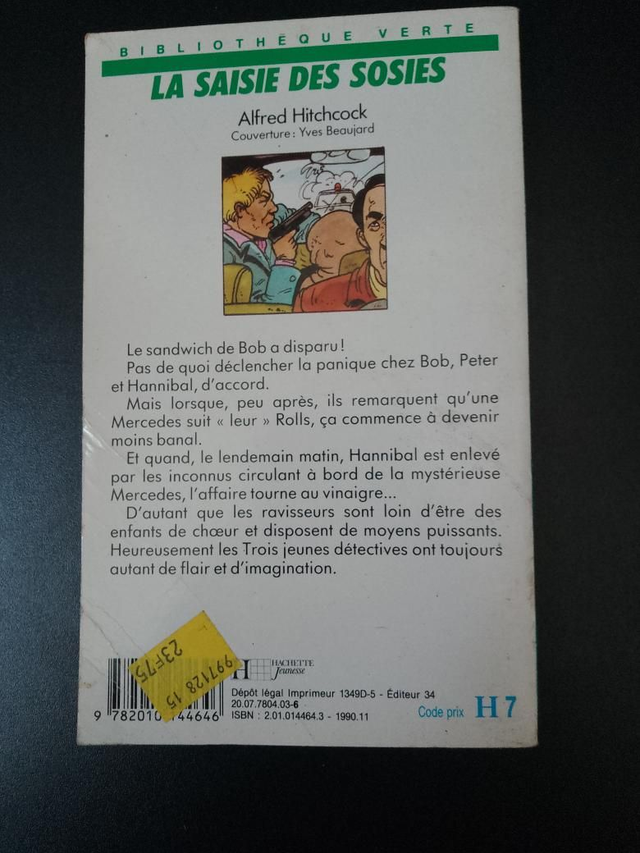 BIBLIOTHÈQUE VERTE
LA SAISIE DES SOSIES
Alfred Hitchcock
Couverture : Yves Beaujard
Le sandwich de Bob a disparu !
Pas de quoi déclencher la panique chez Bob, Peter
et Hannibal, d'accord.
Mais lorsque, peu après, ils remarquent qu'une
Mercedes suit « leur » Rolls, ça commence à devenir
moins banal.
Et quand, le lendemain matin, Hannibal est enlevé
par les inconnus circulant à bord de la mystérieuse
Mercedes, l'affaire tourne au vinaigre...
D'autant que les ravisseurs sont loin d'être des
enfants de chœur et disposent de moyens puissants.
Heureusement les Trois jeunes détectives ont toujours
autant de flair et d'imagination.
997128 15
23F75
H HACHETTE
Jeunesse
Dépôt légal Imprimeur 1349D-5 - Éditeur 34
20.07.7804.03-6
ISBN : 2.01.014464.3 - 1990.11
Code prix H 7
9 782010 144646